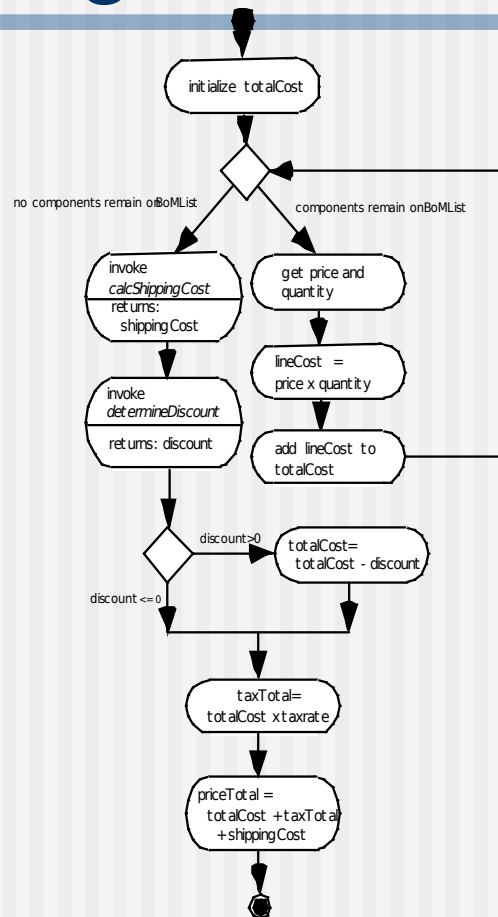 initialize totalCost
no components remain onBoMList
components remain onBoMList
invoke
calcShippingCost
returns:
shippingCost
get price and
quantity
lineCost =
price x quantity
invoke
determineDiscount
returns: discount
add lineCost to
totalCost
discount>0
totalCost=
totalCost - discount
discount <= 0
taxTotal=
totalCost x taxrate
priceTotal =
totalCost + taxTotal
+ shippingCost